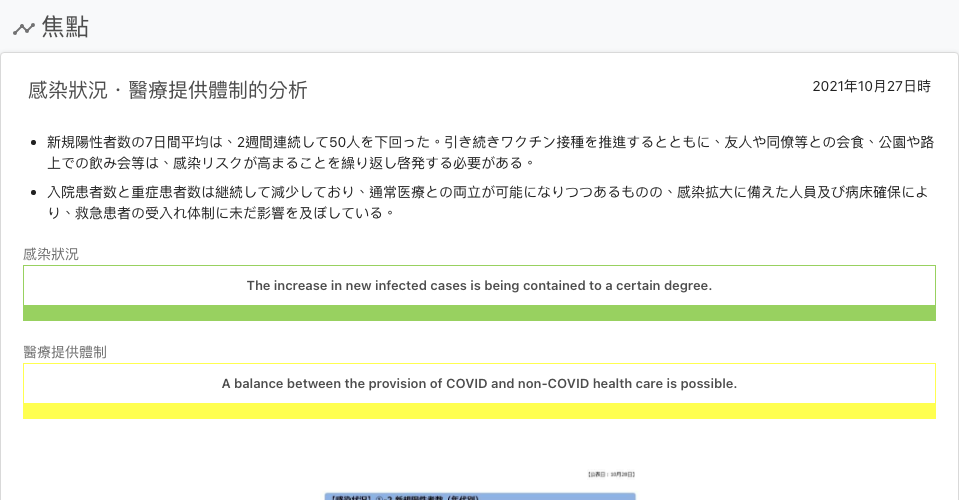 焦點
感染狀況・醫療提供體制的分析
2021年10月27日時
新規陽性者数の7日間平均は、2週間連続して50人を下回った。引き続きワクチン接種を推進するとともに、友人や同僚等との会食、公園や路
上での飲み会等は、感染リスクが高まることを繰り返し啓発する必要がある。
入院患者数と重症患者数は継続して減少しており、通常医療との両立が可能になりつつあるものの、感染拡大に備えた人員及び病床確保によ
り、救急患者の受入れ体制に未だ影響を及ぼしている。
感染狀況
The increase in new infected cases is being contained to a certain degree.
醫療提供體制
A balance between the provision of COVID and non-COVID health care is possible.